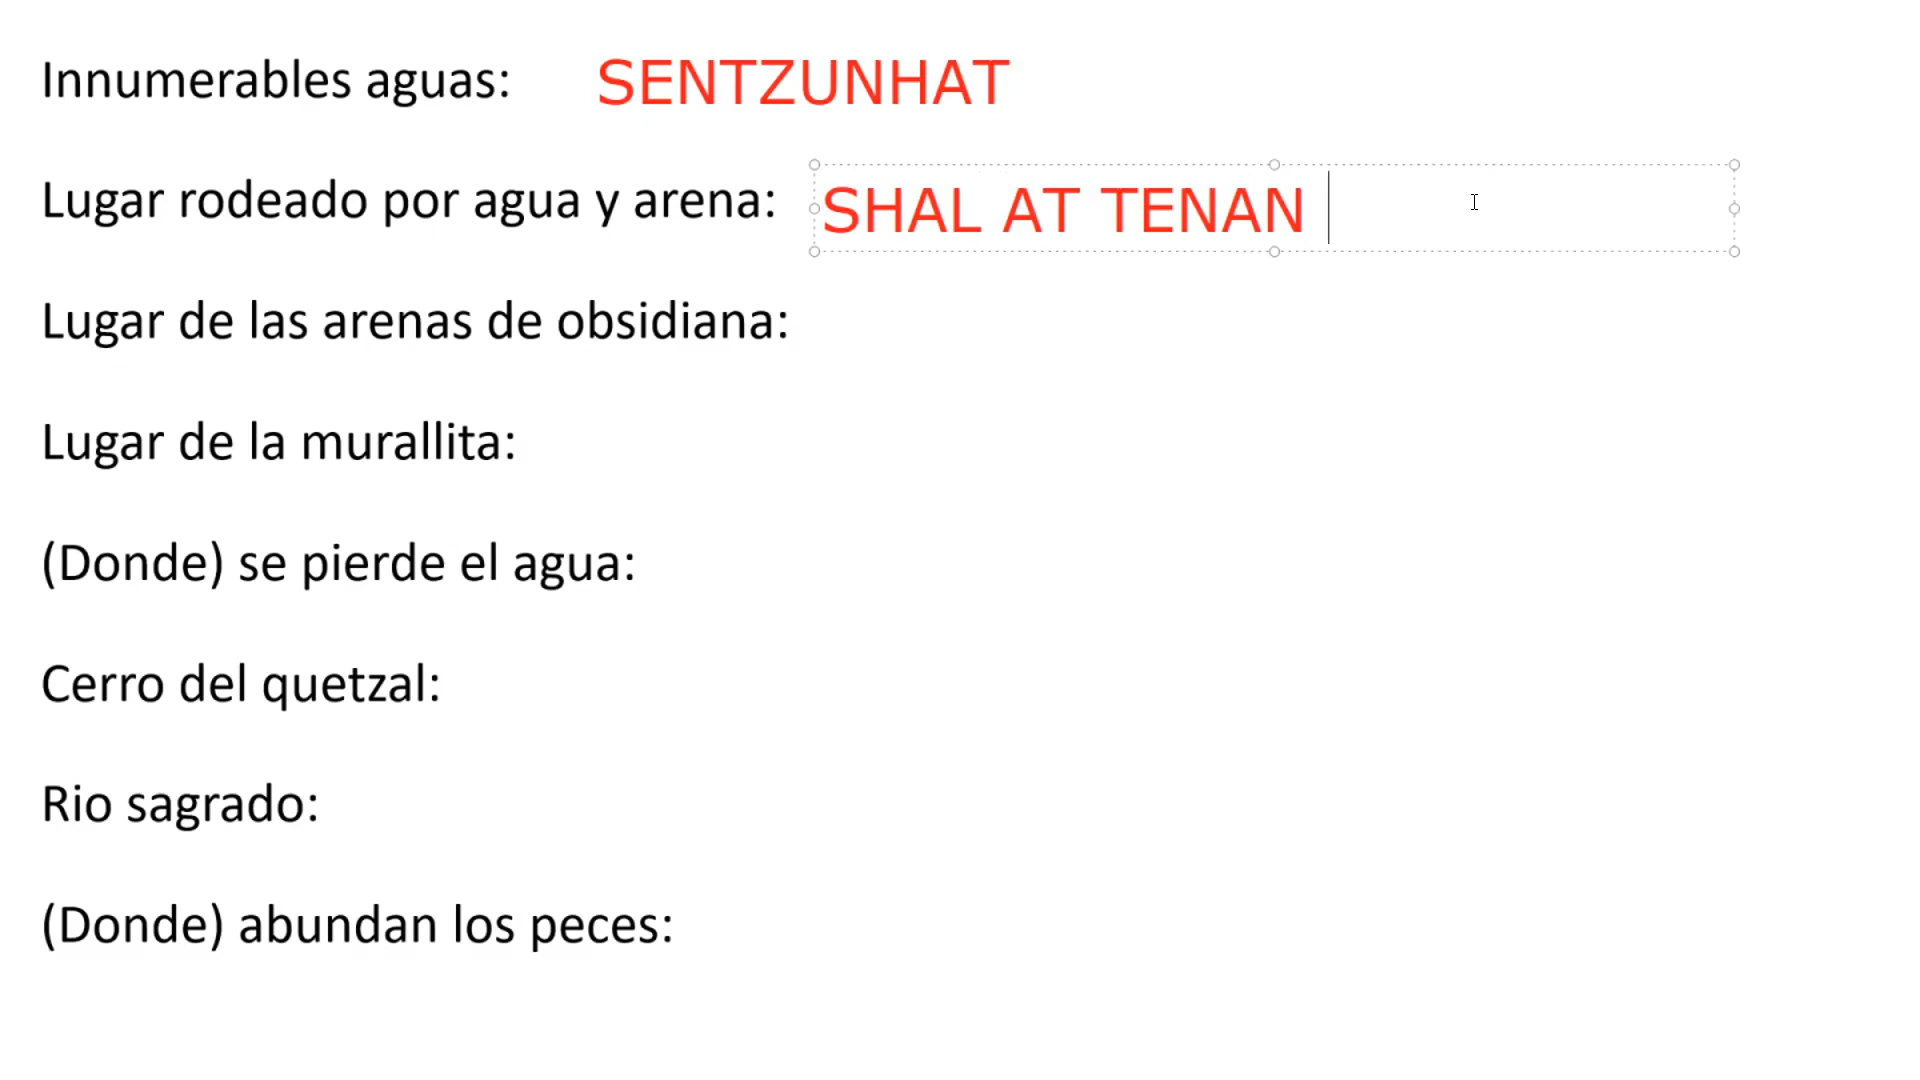 Innumerables aguas: SENTZUNHAT
Lugar rodeado por agua y arena: SHAL AT TENAN
Lugar de las arenas de obsidiana:
Lugar de la murallita:
(Donde) se pierde el agua:
Cerro del quetzal:
Rio sagrado:
(Donde) abundan los peces: